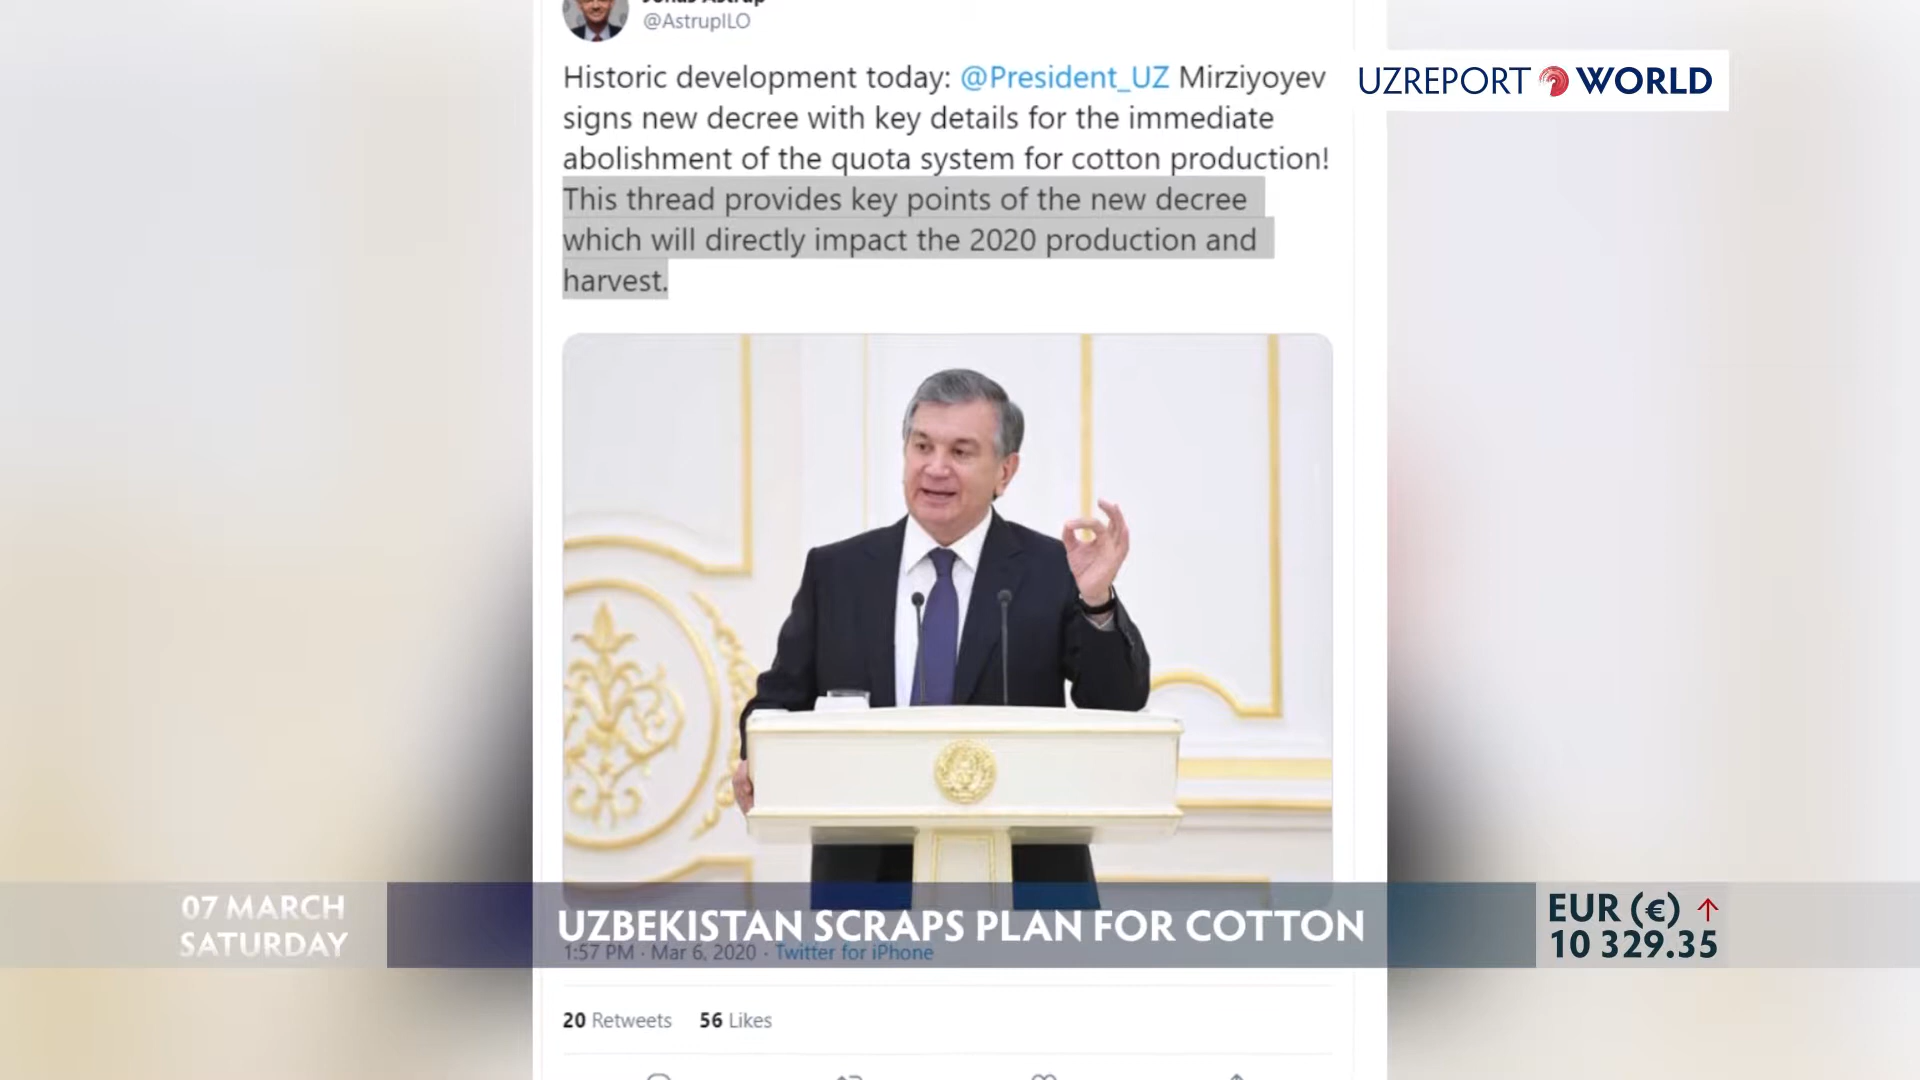 @AstrupILO
Historic development today: @President_UZ Mirziyoyev
signs new decree with key details for the immediate
abolishment of the quota system for cotton production!
This thread provides key points of the new decree
which will directly impact the 2020 production and
harvest.
UZREPORT WORLD
07 MARCH
SATURDAY
UZBEKISTAN SCRAPS PLAN FOR COTTON
1:57 PM · Mar 6, 2020 · Twitter for iPhone
EUR (€) ↑
10 329.35
20 Retweets 56 Likes